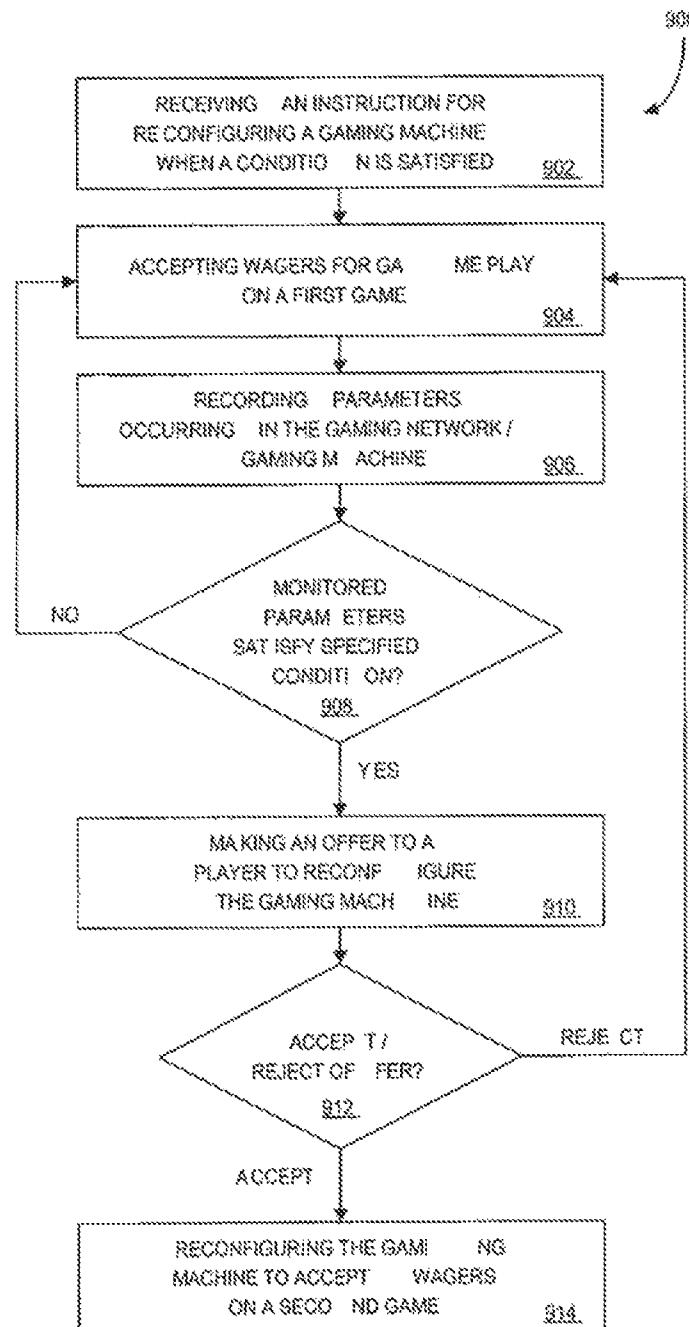 900
RECEIVING AN INSTRUCTION FOR
RE CONFIGURING A GAMING MACHINE
WHEN A CONDITIO N IS SATISFIED
902
ACCEPTING WAGERS FOR GA ME PLAY
ON A FIRST GAME
904
RECORDING PARAMETERS
OCCURRING IN THE GAMING NETWORK /
GAMING M ACHINE
906
MONITORED
PARAM ETERS
SAT ISFY SPECIFIED
CONDITI ON?
908
NO
YES
MAKING AN OFFER TO A
PLAYER TO RECONF IGURE
THE GAMING MACH INE
910
ACCEP T /
REJECT OF FER?
912
REJE CT
ACCEPT
RECONFIGURING THE GAMI NG
MACHINE TO ACCEPT WAGERS
ON A SECO ND GAME
914